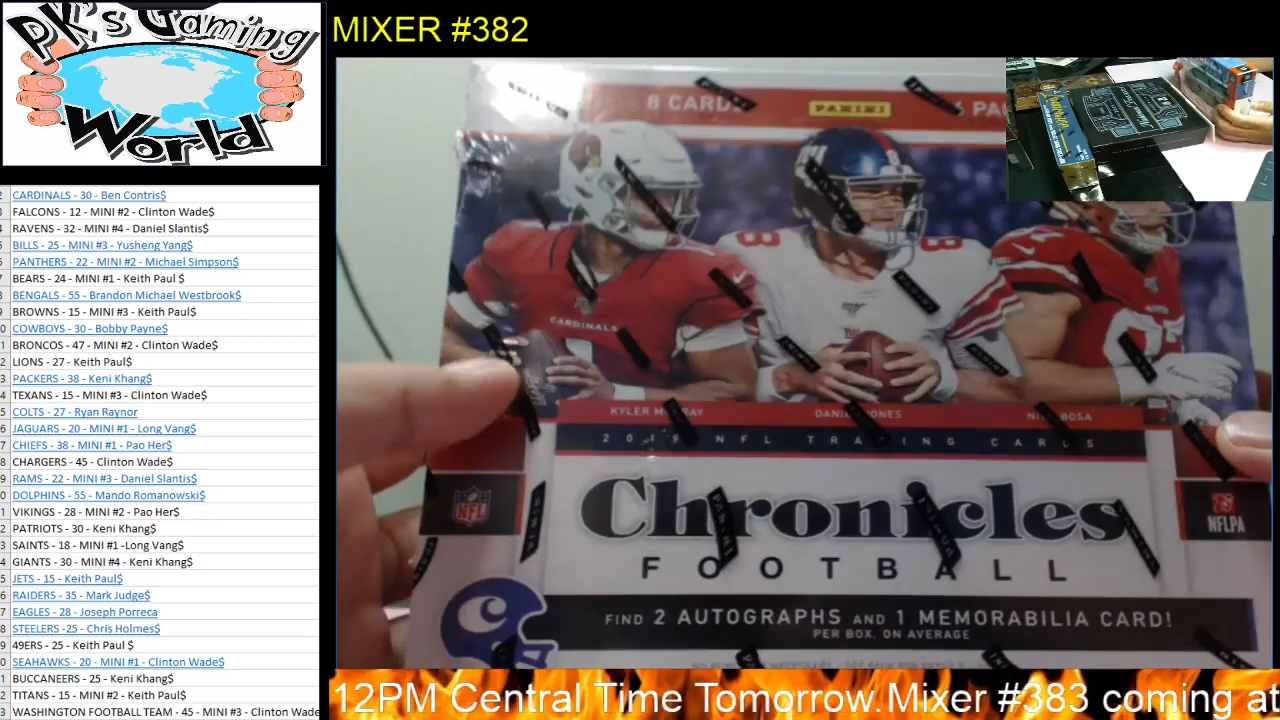 PK's Gaming
World
MIXER #382
CARDINALS - 30 - Ben Contris$
FALCONS - 12 - MINI #2 - Clinton Wade$
RAVENS - 32 - MINI #4 - Daniel Slantis$
BILLS - 25 - MINI #3 - Yusheng Yang$
PANTHERS - 22 - MINI #2 - Michael Simpson$
BEARS - 24 - MINI #1 - Keith Paul $
BENGALS - 55 - Brandon Michael Westbrook$
BROWNS - 15 - MINI #3 - Keith Paul$
COWBOYS - 30 - Bobby Payne$
BRONCOS - 47 - MINI #2 - Clinton Wade$
LIONS - 27 - Keith Paul$
PACKERS - 38 - Keni Khang$
TEXANS - 15 - MINI #3 - Clinton Wade$
COLTS - 27 - Ryan Raynor
JAGUARS - 20 - MINI #1 - Long Vang$
CHIEFS - 38 - MINI #1 - Pao Her$
CHARGERS - 45 - Clinton Wade$
RAMS - 22 - MINI #3 - Daniel Slantis$
DOLPHINS - 55 - Mando Romanowski$
VIKINGS - 28 - MINI #2 - Pao Her$
PATRIOTS - 30 - Keni Khang$
SAINTS - 18 - MINI #1 -Long Vang$
GIANTS - 30 - MINI #4 - Keni Khang$
JETS - 15 - Keith Paul$
RAIDERS - 35 - Mark Judge$
EAGLES - 28 - Joseph Porreca
STEELERS -25 - Chris Holmes$
49ERS - 25 - Keith Paul $
SEAHAWKS - 20 - MINI #1 - Clinton Wade$
BUCCANEERS - 25 - Keni Khang$
TITANS - 15 - MINI #2 - Keith Paul$
WASHINGTON FOOTBALL TEAM - 45 - MINI #3 - Clinton Wade
8 CARDS PANINI
CARDINALS
KYLER MURRAY DANIEL JONES NICK BOSA
2019 NFL TRADING CARDS
Chronicles
FOOTBALL
NFL NFLPA
FIND 2 AUTOGRAPHS AND 1 MEMORABILIA CARD!
PER BOX, ON AVERAGE
12PM Central Time Tomorrow.Mixer #383 coming at